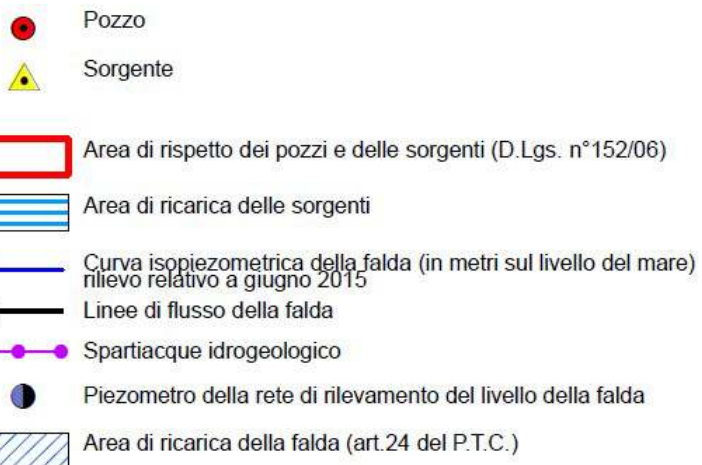 Pozzo
Sorgente
Area di rispetto dei pozzi e delle sorgenti (D.Lgs. n°152/06)
Area di ricarica delle sorgenti
Curva isopiezometrica della falda (in metri sul livello del mare)
rilievo relativo a giugno 2015
Linee di flusso della falda
Spartiacque idrogeologico
Piezometro della rete di rilevamento del livello della falda
Area di ricarica della falda (art.24 del P.T.C.)